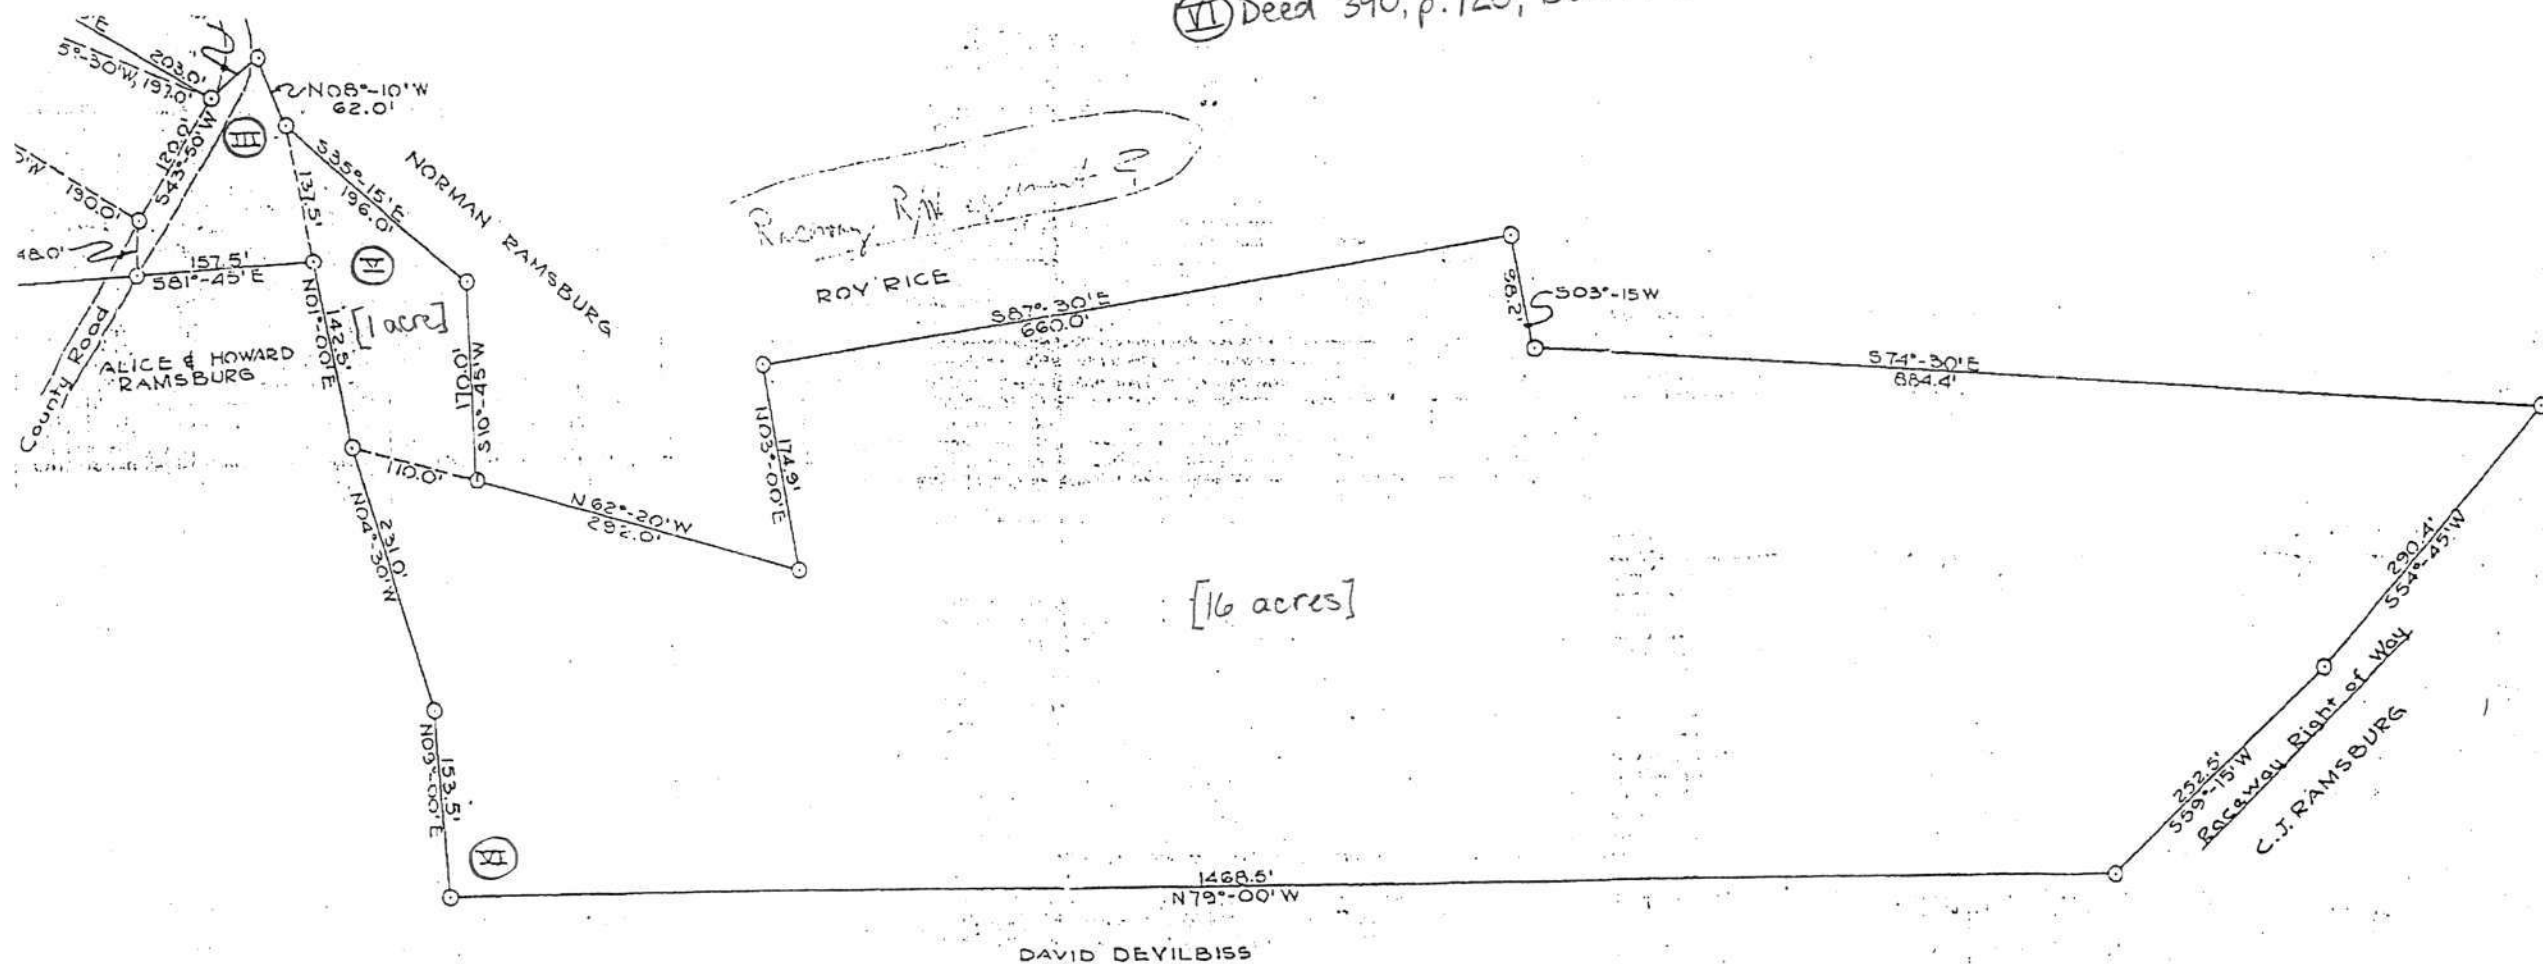 VI Deed 390, p. 120,
5°-30'W, 197.0'
203.0'
N08°-10'W
62.0'
III
120.0'
S43°-50'W
190.0'
48.0'
157.5'
S81°-45'E
137.5'
S35°-15'E
196.0'
NORMAN RAMSBURG
IV
[1 acre]
142.5'
N01°-00'E
170.0'
S10°-45'W
County Road
ALICE & HOWARD
RAMSBURG
110.0'
N62°-20'W
292.0'
231.0'
N04°-30'W
153.5'
N09°-00'E
VI
R/W
?
ROY RICE
S87°-30'E
660.0'
174.9'
N03°-00'E
98.2'
S03°-15W
S74°-30'E
884.4'
[16 acres]
290.4'
S54°-45'W
252.5'
S59°-15'W
Raceway Right of Way
C.J. RAMSBURG
1468.5'
N79°-00'W
DAVID DEVILBISS